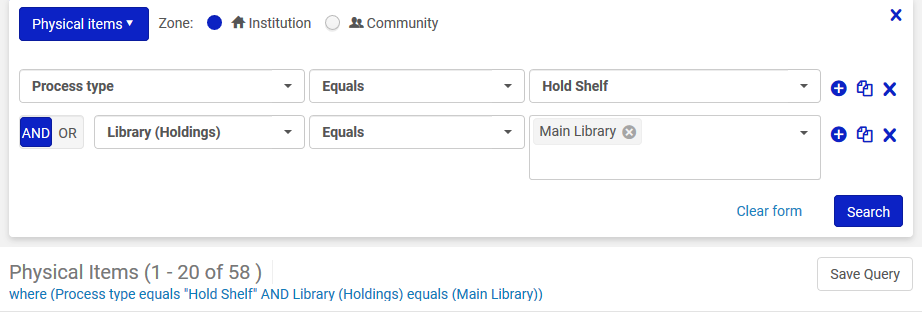 Physical items Zone: Institution Community
Process type Equals Hold Shelf
AND OR Library (Holdings) Equals Main Library
Clear form Search
Physical Items (1 - 20 of 58 ) Save Query
where (Process type equals "Hold Shelf" AND Library (Holdings) equals (Main Library))